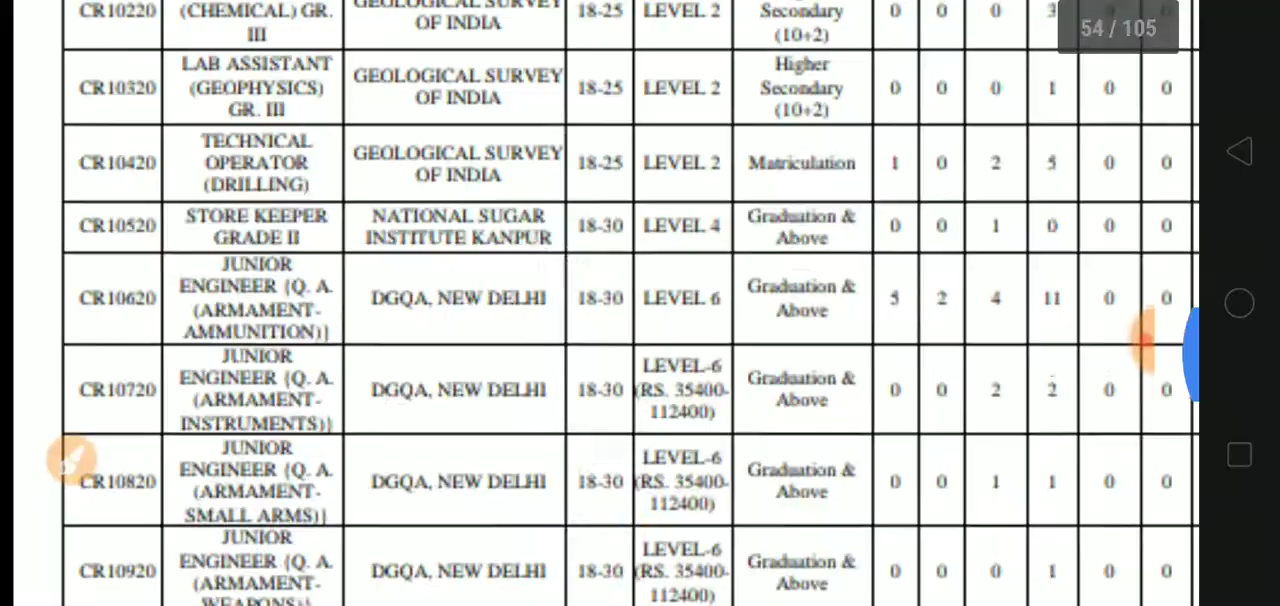 CR10220 (CHEMICAL) GR. III GEOLOGICAL SURVEY OF INDIA 18-25 LEVEL 2 Secondary (10+2) 0 0 0 3 0
54 / 105
CR10320 LAB ASSISTANT (GEOPHYSICS) GR. III GEOLOGICAL SURVEY OF INDIA 18-25 LEVEL 2 Higher Secondary (10+2) 0 0 0 1 0 0
CR10420 TECHNICAL OPERATOR (DRILLING) GEOLOGICAL SURVEY OF INDIA 18-25 LEVEL 2 Matriculation 1 0 2 5 0 0
CR10520 STORE KEEPER GRADE II NATIONAL SUGAR INSTITUTE KANPUR 18-30 LEVEL 4 Graduation & Above 0 0 1 0 0 0
CR10620 JUNIOR ENGINEER {Q. A. (ARMAMENT-AMMUNITION)} DGQA, NEW DELHI 18-30 LEVEL 6 Graduation & Above 5 2 4 11 0 0
CR10720 JUNIOR ENGINEER {Q. A. (ARMAMENT-INSTRUMENTS)} DGQA, NEW DELHI 18-30 LEVEL-6 (RS. 35400-112400) Graduation & Above 0 0 2 2 0 0
CR10820 JUNIOR ENGINEER {Q. A. (ARMAMENT-SMALL ARMS)} DGQA, NEW DELHI 18-30 LEVEL-6 (RS. 35400-112400) Graduation & Above 0 0 1 1 0 0
CR10920 JUNIOR ENGINEER {Q. A. (ARMAMENT-WEAPONS)} DGQA, NEW DELHI 18-30 LEVEL-6 (RS. 35400-112400) Graduation & Above 0 0 0 1 0 0